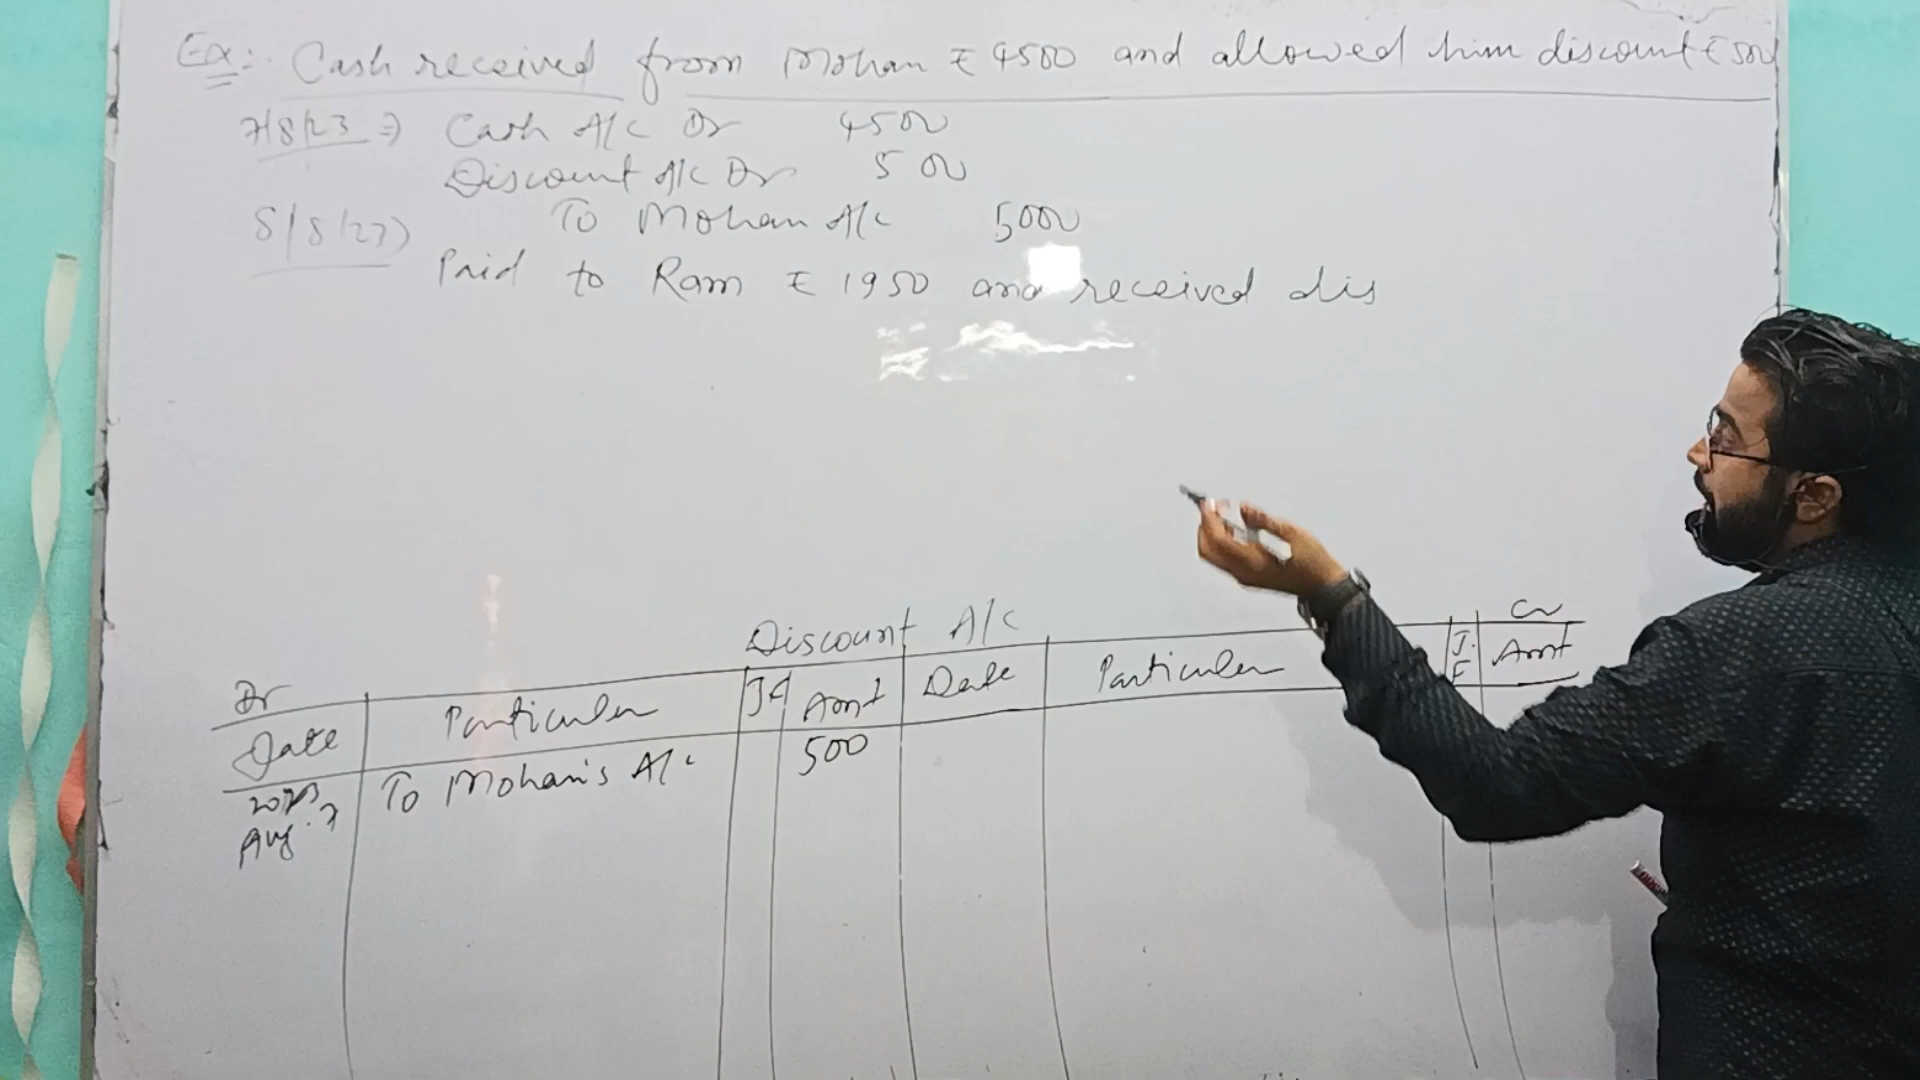 Ex:- Cash received from Mohan ₹ 4500 and allowed him discount ₹ 500
7/8/23 ⇒ Cash A/c Dr 4500
Discount A/c Dr 500
8/8/23) To Mohan A/c 5000
Paid to Ram ₹ 1950 and received dis
Discount A/c
Dr Cr
Date Particular J.F Amt Date Particular J.F Amt
2023 To Mohan's A/c 500
Aug. 7